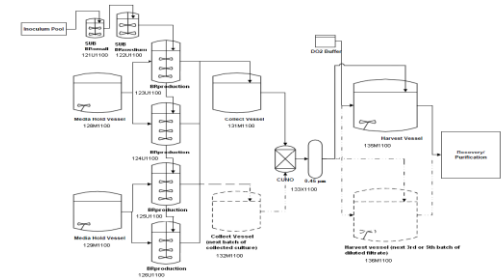 Inoculum Pool
SUB
BRsmall
121U1100
SUB
BRmedium
122U1100
DO2 Buffer
BRproduction
123U1100
Media Hold Vessel
128M1100
Collect Vessel
131M1100
Harvest Vessel
135M1100
BRproduction
124U1100
CUNO
0.45 µm
133X1100
Recovery/
Purification
BRproduction
125U1100
Media Hold Vessel
129M1100
Collect Vessel
(next batch of
collected culture)
132M1100
Harvest vessel (next 3rd or 5th batch of
diluted filtrate)
136M1100
BRproduction
126U1100